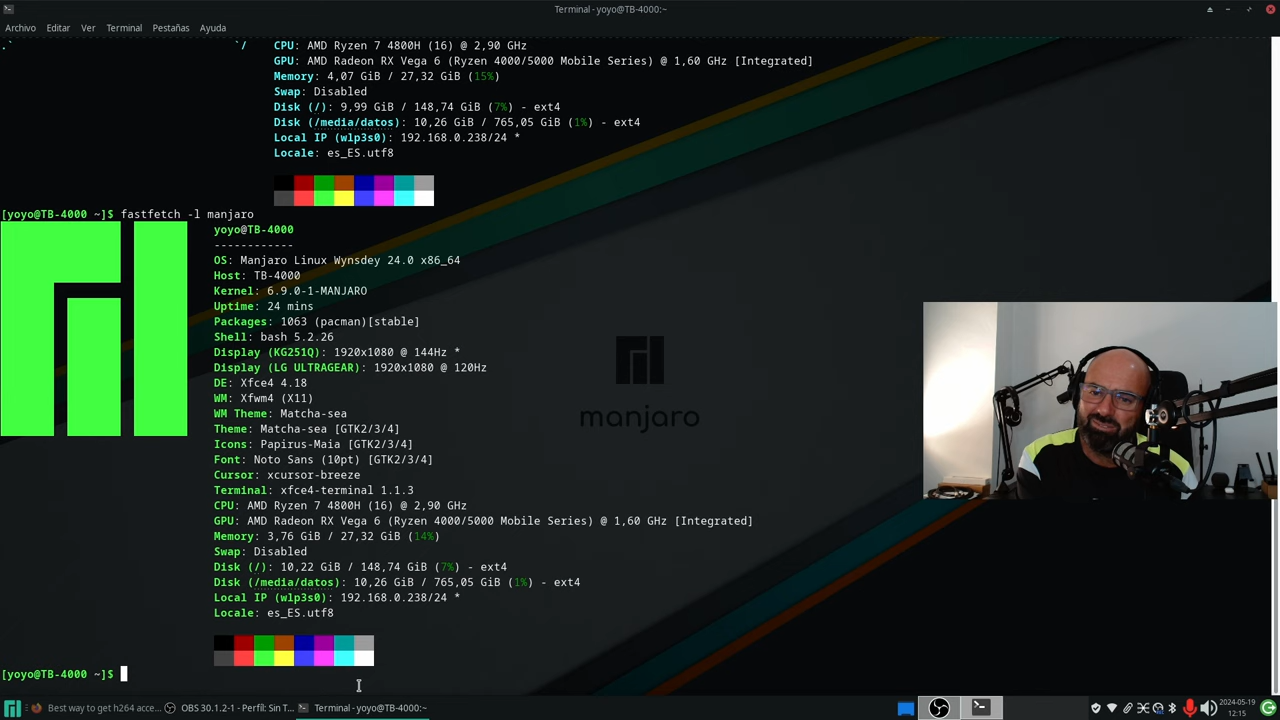 Terminal - yoyo@TB-4000:~
Archivo Editar Ver Terminal Pestañas Ayuda
.` `/ CPU: AMD Ryzen 7 4800H (16) @ 2,90 GHz
GPU: AMD Radeon RX Vega 6 (Ryzen 4000/5000 Mobile Series) @ 1,60 GHz [Integrated]
Memory: 4,07 GiB / 27,32 GiB (15%)
Swap: Disabled
Disk (/): 9,99 GiB / 148,74 GiB (7%) - ext4
Disk (/media/datos): 10,26 GiB / 765,05 GiB (1%) - ext4
Local IP (wlp3s0): 192.168.0.238/24 *
Locale: es_ES.utf8
[yoyo@TB-4000 ~]$ fastfetch -l manjaro
yoyo@TB-4000
------------
OS: Manjaro Linux Wynsdey 24.0 x86_64
Host: TB-4000
Kernel: 6.9.0-1-MANJARO
Uptime: 24 mins
Packages: 1063 (pacman)[stable]
Shell: bash 5.2.26
Display (KG251Q): 1920x1080 @ 144Hz *
Display (LG ULTRAGEAR): 1920x1080 @ 120Hz
DE: Xfce4 4.18
WM: Xfwm4 (X11)
WM Theme: Matcha-sea
Theme: Matcha-sea [GTK2/3/4]
Icons: Papirus-Maia [GTK2/3/4]
Font: Noto Sans (10pt) [GTK2/3/4]
Cursor: xcursor-breeze
Terminal: xfce4-terminal 1.1.3
CPU: AMD Ryzen 7 4800H (16) @ 2,90 GHz
GPU: AMD Radeon RX Vega 6 (Ryzen 4000/5000 Mobile Series) @ 1,60 GHz [Integrated]
Memory: 3,76 GiB / 27,32 GiB (14%)
Swap: Disabled
Disk (/): 10,22 GiB / 148,74 GiB (7%) - ext4
Disk (/media/datos): 10,26 GiB / 765,05 GiB (1%) - ext4
Local IP (wlp3s0): 192.168.0.238/24 *
Locale: es_ES.utf8
manjaro
[yoyo@TB-4000 ~]$
Best way to get h264 acce... OBS 30.1.2-1 - Perfil: Sin T... Terminal - yoyo@TB-4000:~
2024-05-19
12:15